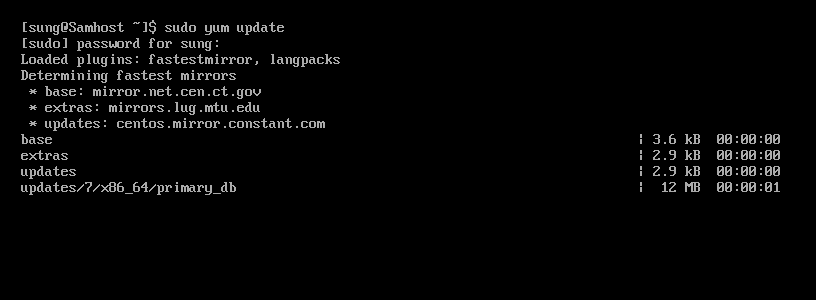 [sung@Samhost ~]$ sudo yum update
[sudo] password for sung:
Loaded plugins: fastestmirror, langpacks
Determining fastest mirrors
 * base: mirror.net.cen.ct.gov
 * extras: mirrors.lug.mtu.edu
 * updates: centos.mirror.constant.com
base | 3.6 kB 00:00:00
extras | 2.9 kB 00:00:00
updates | 2.9 kB 00:00:00
updates/7/x86_64/primary_db | 12 MB 00:00:01